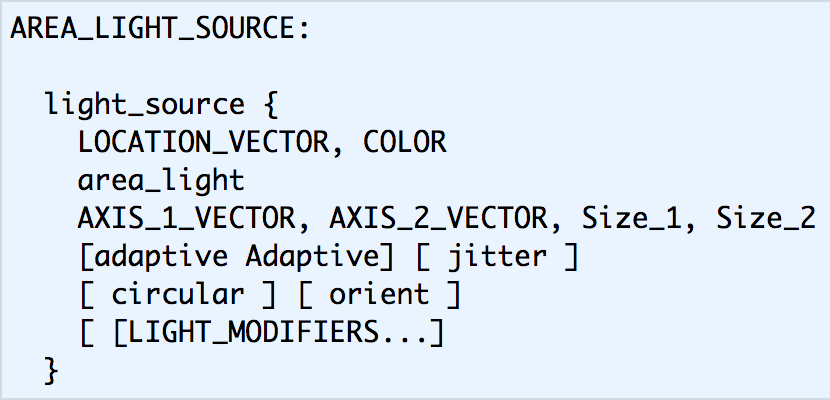 AREA_LIGHT_SOURCE:
light_source {
LOCATION_VECTOR, COLOR
area_light
AXIS_1_VECTOR, AXIS_2_VECTOR, Size_1, Size_2
[adaptive Adaptive] [ jitter ]
[ circular ] [ orient ]
[ [LIGHT_MODIFIERS...]
}